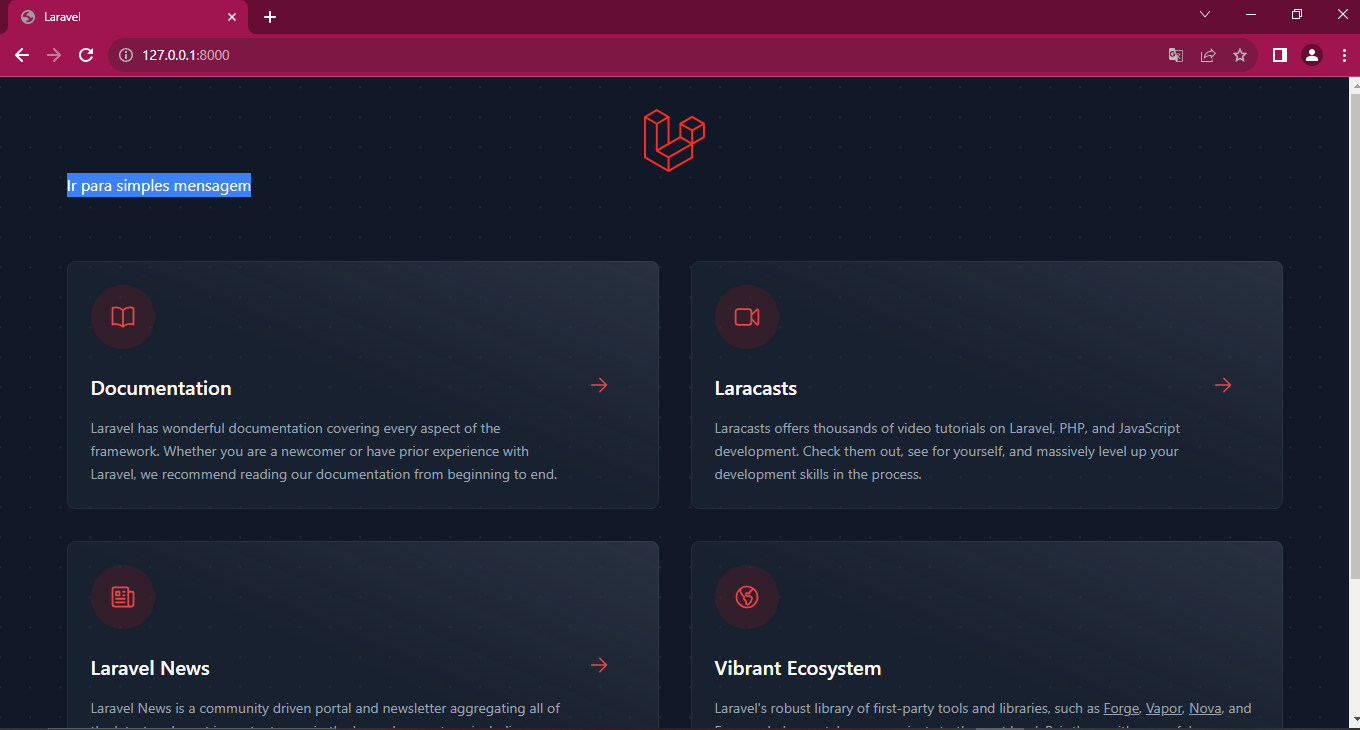 Laravel
127.0.0.1:8000
Ir para simples mensagem
Documentation
Laravel has wonderful documentation covering every aspect of the
framework. Whether you are a newcomer or have prior experience with
Laravel, we recommend reading our documentation from beginning to end.
Laracasts
Laracasts offers thousands of video tutorials on Laravel, PHP, and JavaScript
development. Check them out, see for yourself, and massively level up your
development skills in the process.
Laravel News
Laravel News is a community driven portal and newsletter aggregating all of
Vibrant Ecosystem
Laravel's robust library of first-party tools and libraries, such as Forge, Vapor, Nova, and